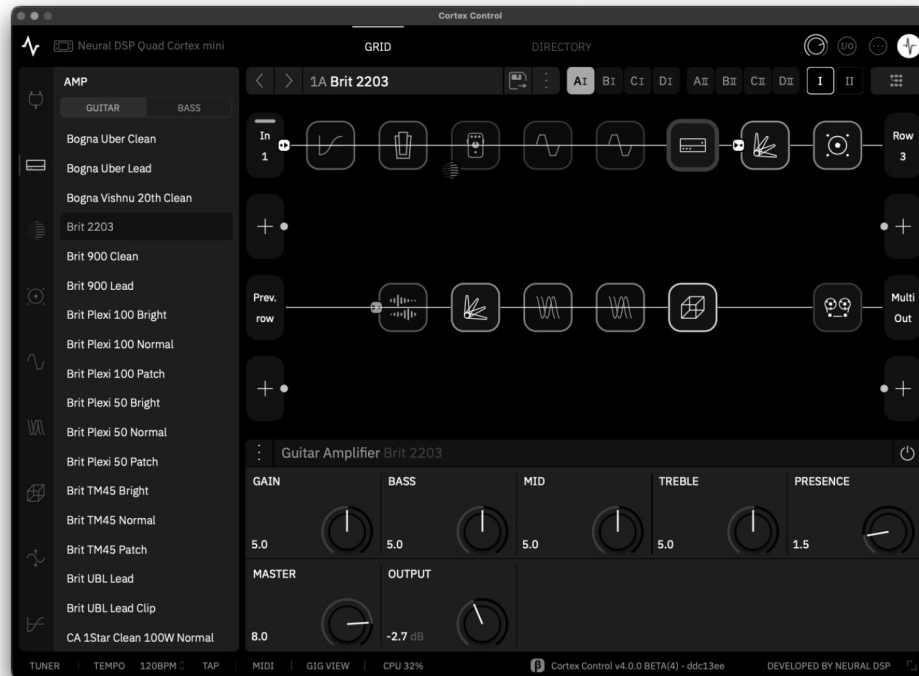 Cortex Control
Neural DSP Quad Cortex mini
GRID
DIRECTORY
I/O
AMP
GUITAR BASS
1A Brit 2203
AI BI CI DI AII BII CII DII I II
Bogna Uber Clean
Bogna Uber Lead
Bogna Vishnu 20th Clean
Brit 2203
Brit 900 Clean
Brit 900 Lead
Brit Plexi 100 Bright
Brit Plexi 100 Normal
Brit Plexi 100 Patch
Brit Plexi 50 Bright
Brit Plexi 50 Normal
Brit Plexi 50 Patch
Brit TM45 Bright
Brit TM45 Normal
Brit TM45 Patch
Brit UBL Lead
Brit UBL Lead Clip
CA 1Star Clean 100W Normal
In
1
Row
3
Prev.
row
Multi
Out
Guitar Amplifier Brit 2203
GAIN
5.0
BASS
5.0
MID
5.0
TREBLE
5.0
PRESENCE
1.5
MASTER
8.0
OUTPUT
-2.7 dB
TUNER TEMPO 120BPM TAP MIDI GIG VIEW CPU 32%
β Cortex Control v4.0.0 BETA(4) - ddc13ee
DEVELOPED BY NEURAL DSP